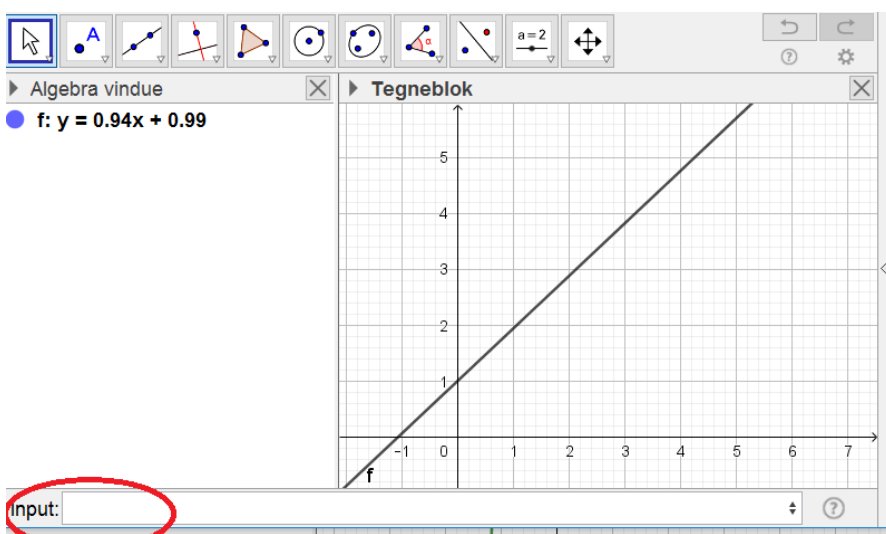 A
α
a = 2
Algebra vindue
Tegneblok
f: y = 0.94x + 0.99
5
4
3
2
1
-1 0 1 2 3 4 5 6 7
f
Input: